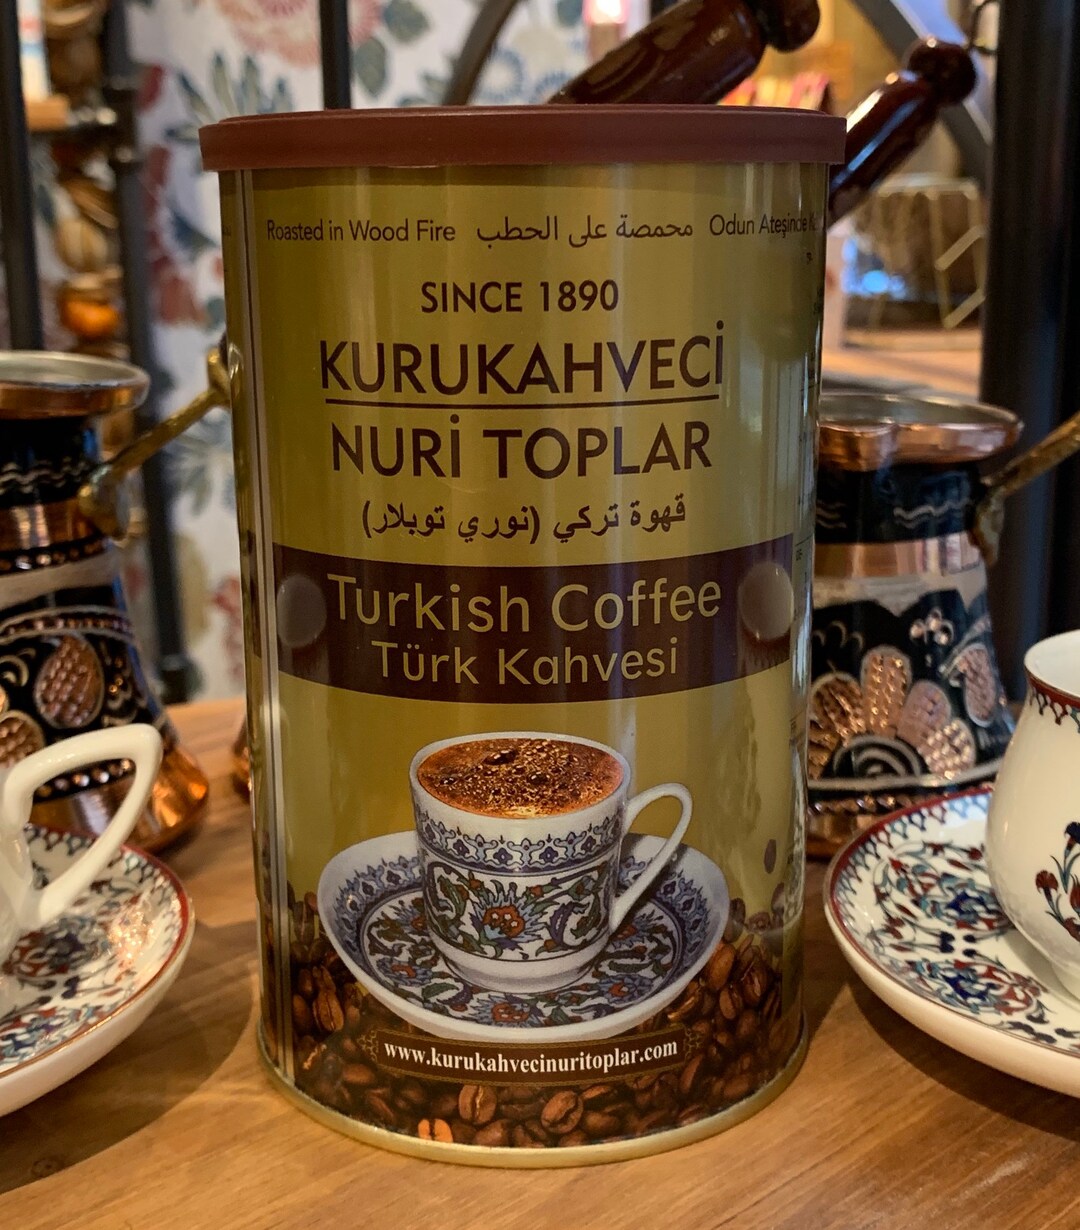 Roasted in Wood Fire محمصة على الحطب Odun Ateşinde
SINCE 1890
KURUKAHVECİ
NURİ TOPLAR
قهوة تركي (نوري توبلار)
Turkish Coffee
Türk Kahvesi
www.kurukahvecinuritoplar.com